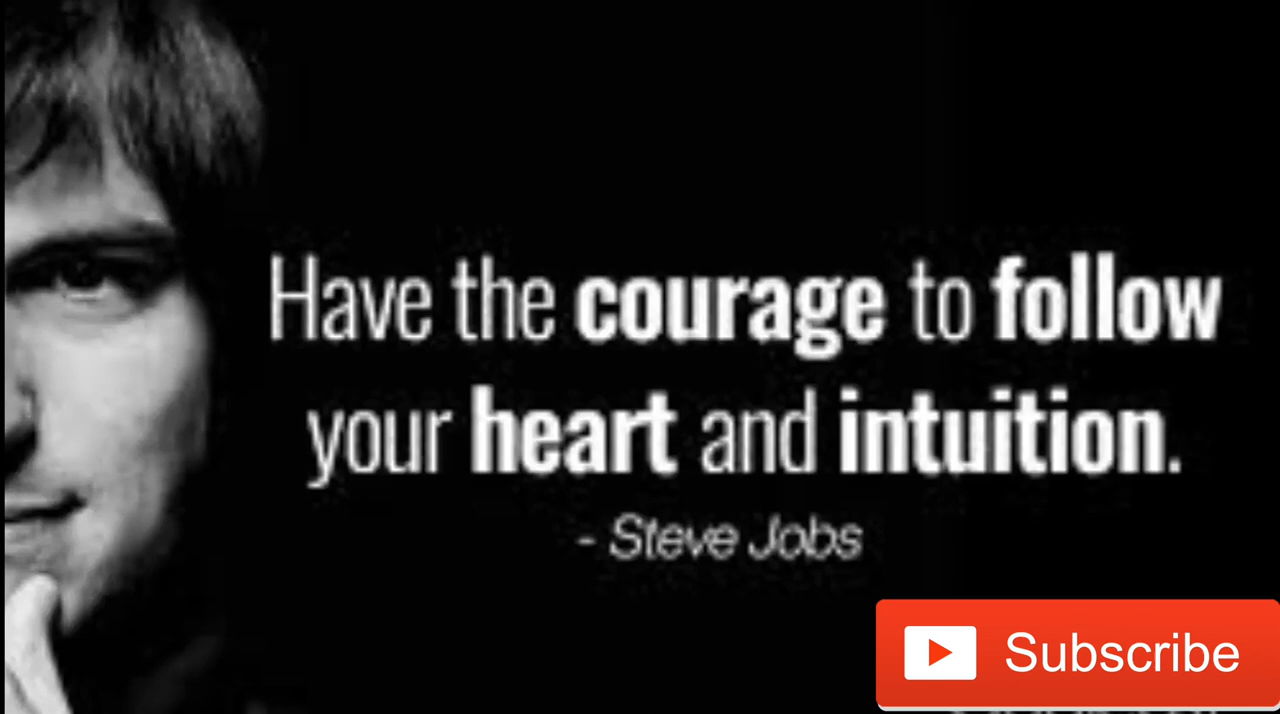 Have the courage to follow
your heart and intuition.
- Steve Jobs
Subscribe